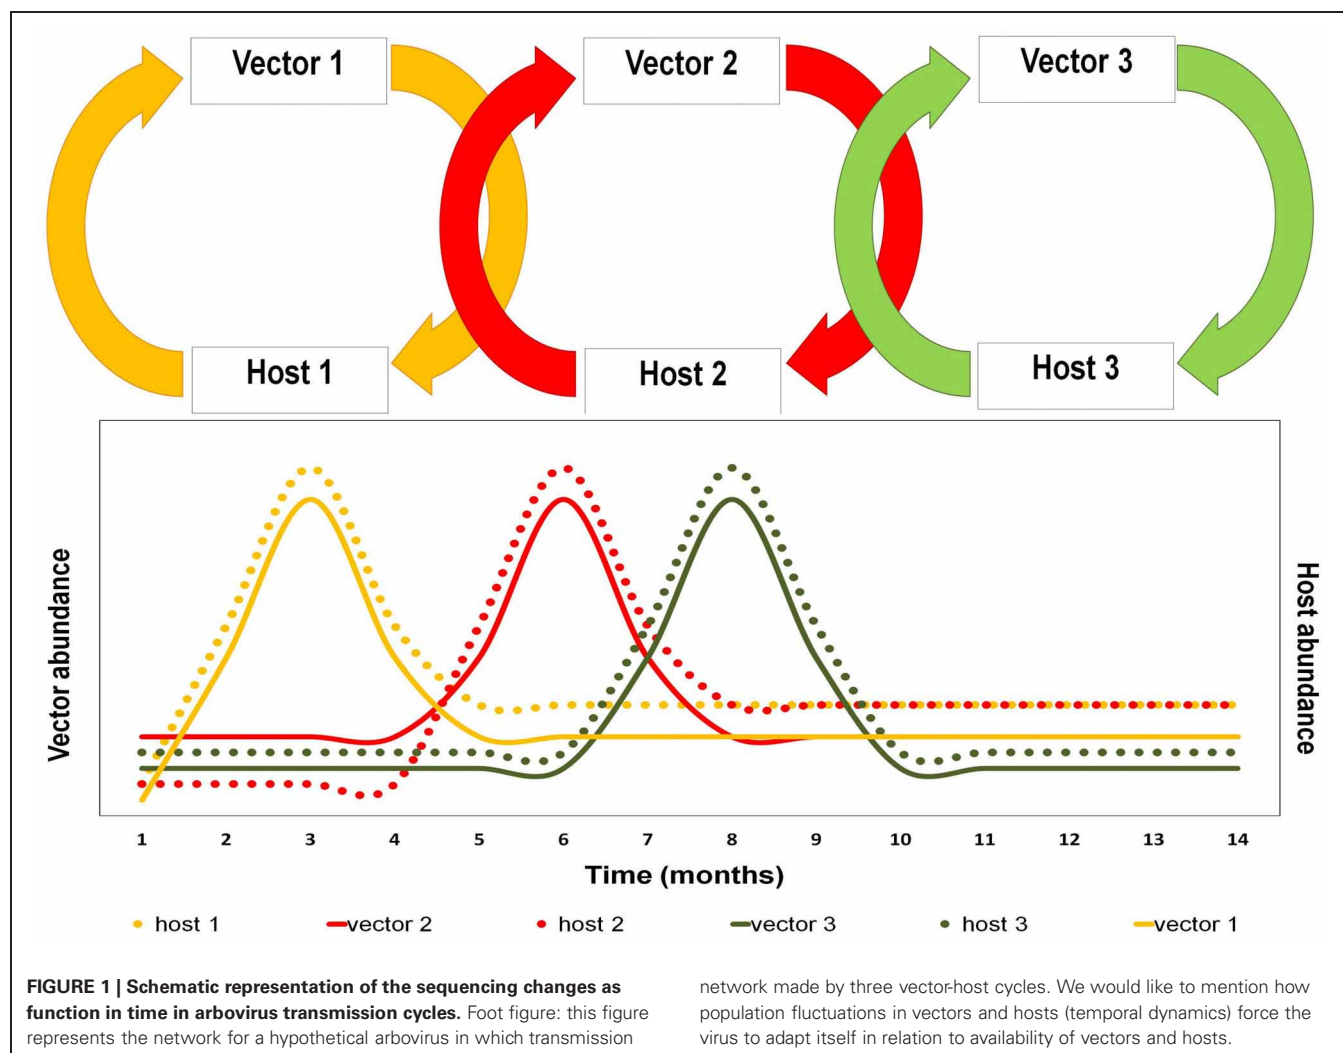 Vector 1
Vector 2
Vector 3
Host 1
Host 2
Host 3
Vector abundance
Host abundance
1 2 3 4 5 6 7 8 9 10 11 12 13 14
Time (months)
host 1 vector 2 host 2 vector 3 host 3 vector 1
FIGURE 1 | Schematic representation of the sequencing changes as
function in time in arbovirus transmission cycles. Foot figure: this figure
represents the network for a hypothetical arbovirus in which transmission
network made by three vector-host cycles. We would like to mention how
population fluctuations in vectors and hosts (temporal dynamics) force the
virus to adapt itself in relation to availability of vectors and hosts.